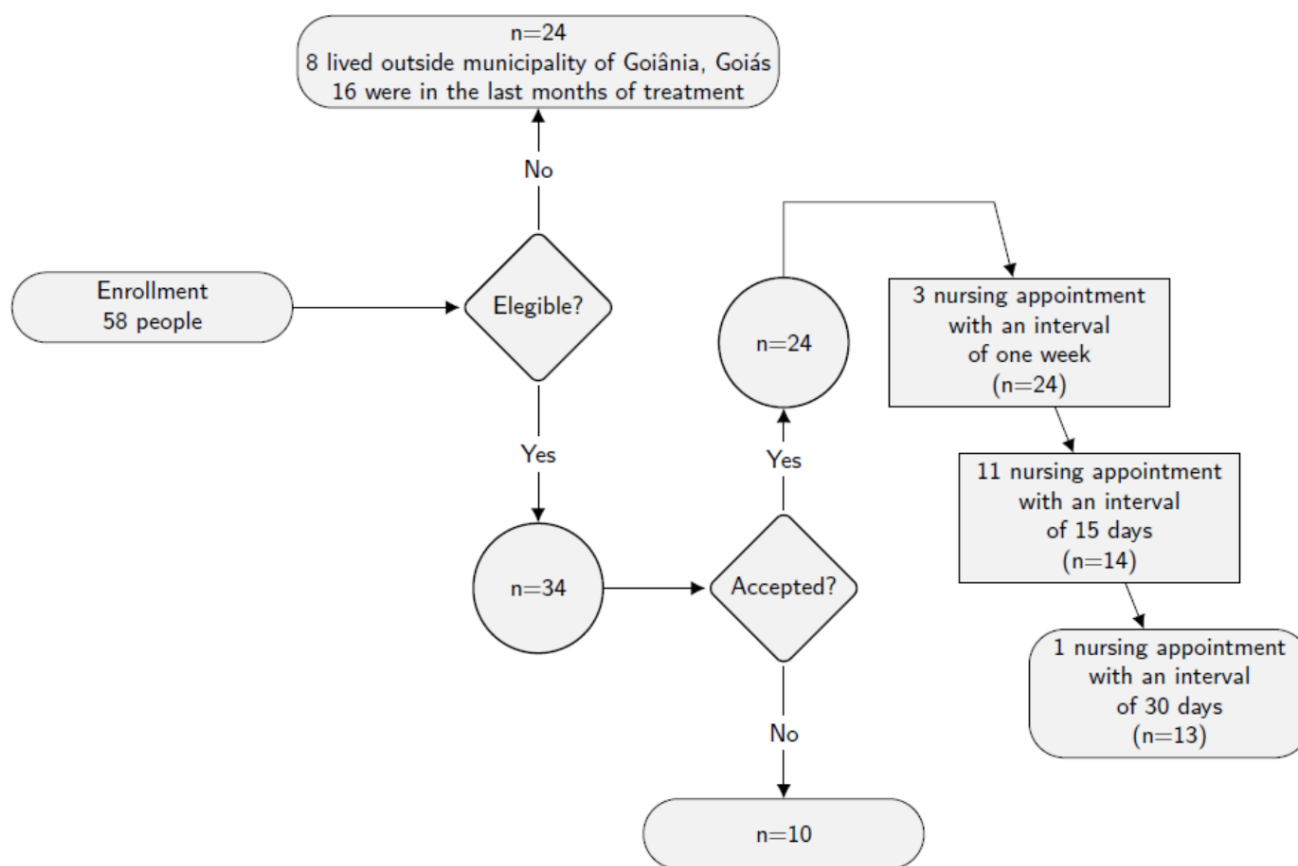 n=24
8 lived outside municipality of Goiânia, Goiás
16 were in the last months of treatment
No
Enrollment
58 people
Elegible?
Yes
n=34
Accepted?
Yes
n=24
3 nursing appointment
with an interval
of one week
(n=24)
11 nursing appointment
with an interval
of 15 days
(n=14)
1 nursing appointment
with an interval
of 30 days
(n=13)
No
n=10